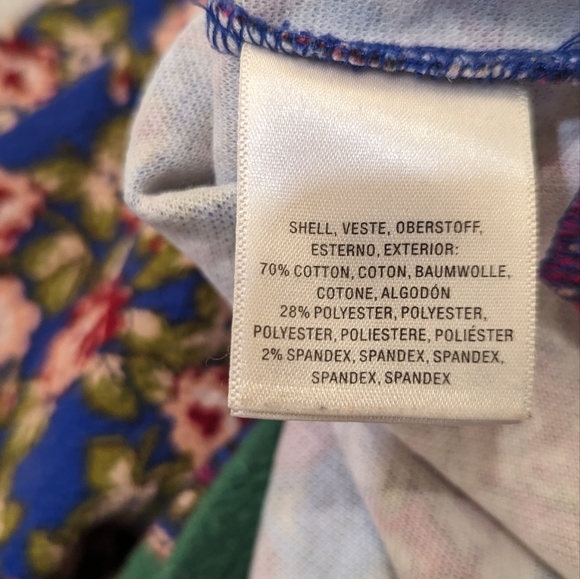 SHELL, VESTE, OBERSTOFF,
ESTERNO, EXTERIOR:
70% COTTON, COTON, BAUMWOLLE,
COTONE, ALGODÓN
28% POLYESTER, POLYESTER,
POLYESTER, POLIESTERE, POLIÉSTER
2% SPANDEX, SPANDEX, SPANDEX,
SPANDEX, SPANDEX